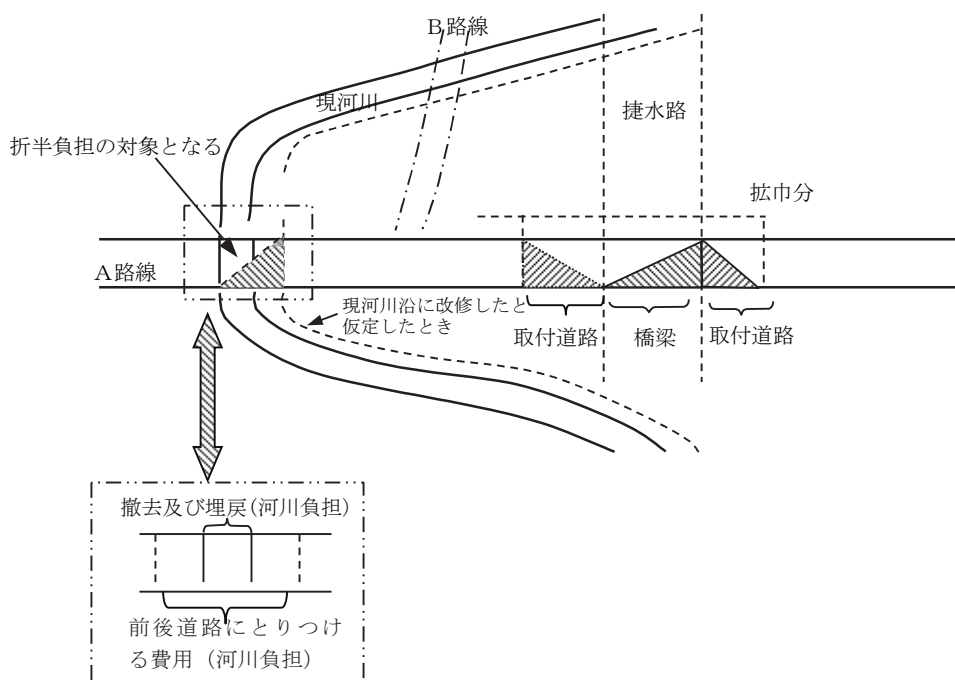 B路線
現河川
捷水路
折半負担の対象となる
拡巾分
A路線
現河川沿に改修したと
仮定したとき
取付道路
橋梁
取付道路
撤去及び埋戻(河川負担)
前後道路にとりつけ
る費用(河川負担)